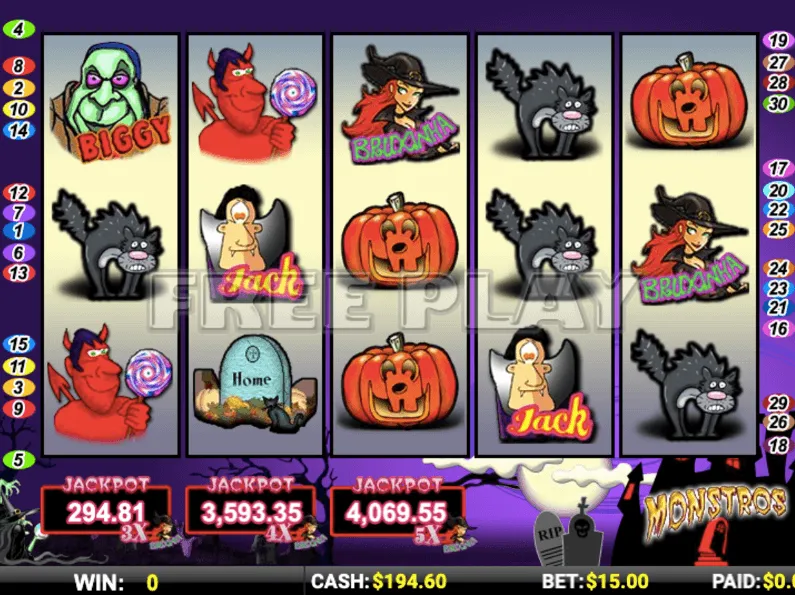 4
8
2
10
14
12
7
1
6
13
15
11
3
9
5
19
27
28
30
17
20
22
25
24
23
21
16
29
26
18
BIGGY
BRUXINHA
Jack
BRUXINHA
FREE PLAY
Home
Jack
JACKPOT
294.81
3X
JACKPOT
3,593.35
4X
JACKPOT
4,069.55
5X
RIP
MONSTROS
WIN: 0 CASH:$194.60 BET:$15.00 PAID:$0.